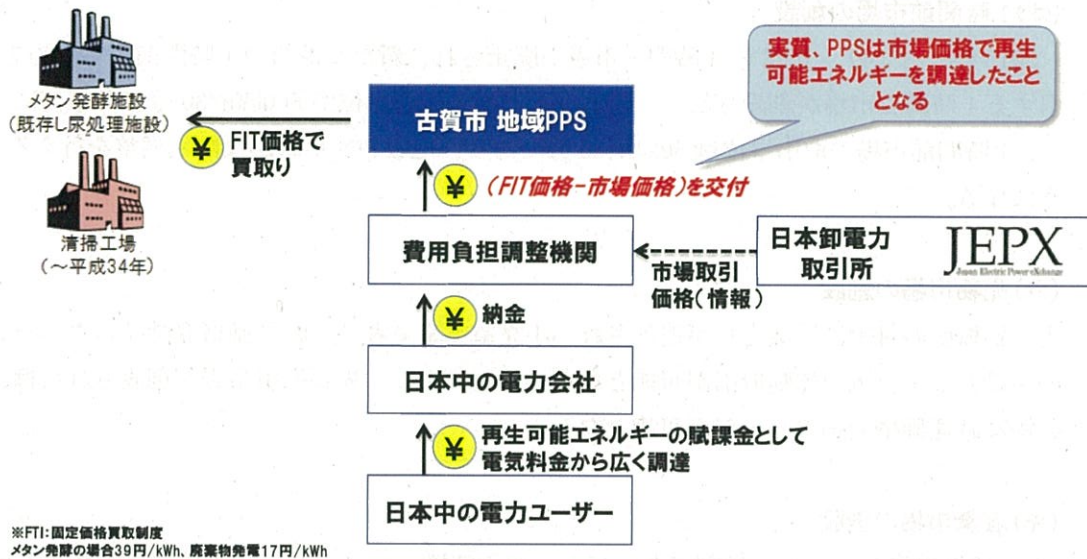 実質、PPSは市場価格で再生
可能エネルギーを調達したこと
となる
メタン発酵施設
(既存し尿処理施設)
古賀市 地域PPS
¥ FIT価格で
買取り
¥ (FIT価格-市場価格)を交付
清掃工場
(~平成34年)
費用負担調整機関
日本卸電力
取引所
JEPX
Japan Electric Power eXchange
市場取引
価格(情報)
¥ 納金
日本中の電力会社
¥ 再生可能エネルギーの賦課金として
電気料金から広く調達
日本中の電力ユーザー
※FTI:固定価格買取制度
メタン発酵の場合39円/kWh、廃棄物発電17円/kWh